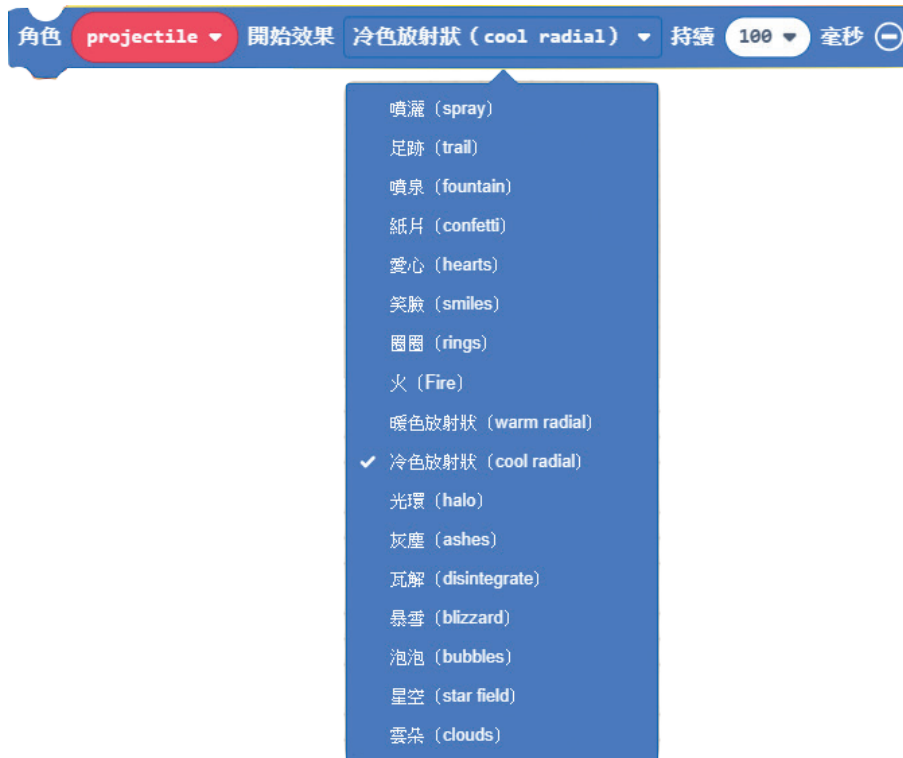 角色 projectile 開始效果 冷色放射狀（cool radial） 持續 100 毫秒
噴灑（spray）
足跡（trail）
噴泉（fountain）
紙片（confetti）
愛心（hearts）
笑臉（smiles）
圈圈（rings）
火（Fire）
暖色放射狀（warm radial）
冷色放射狀（cool radial）
光環（halo）
灰塵（ashes）
瓦解（disintegrate）
暴雪（blizzard）
泡泡（bubbles）
星空（star field）
雲朵（clouds）